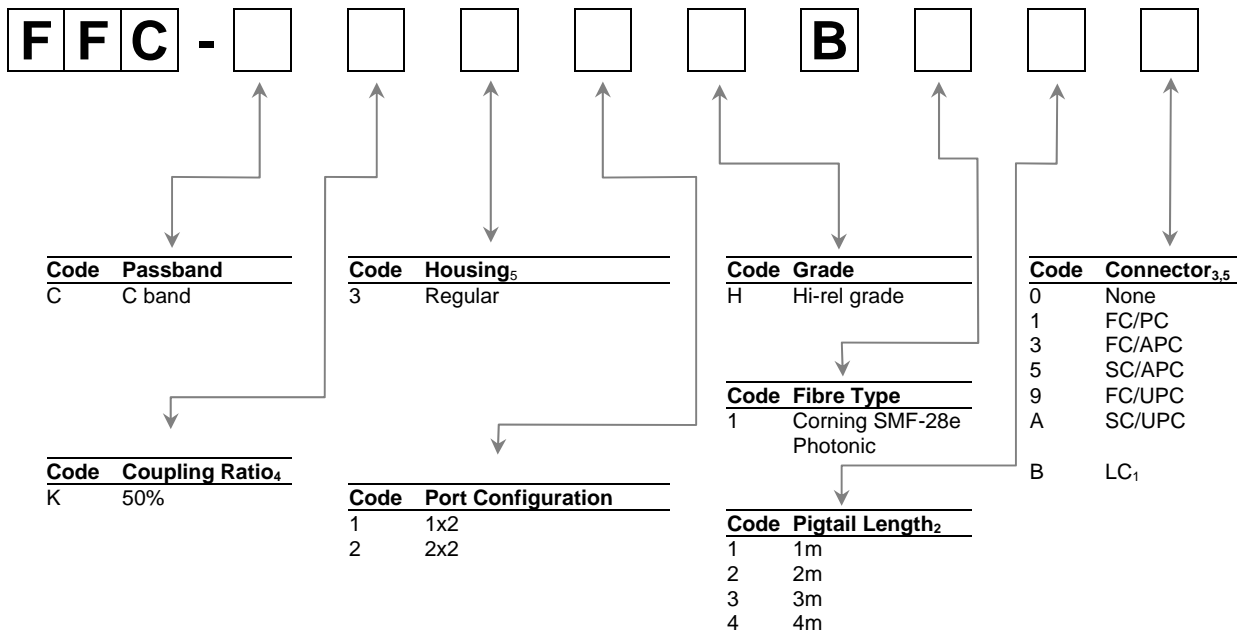 FFC - B
Code Passband
C C band
Code Housing5
3 Regular
Code Grade
H Hi-rel grade
Code Connector3,5
0 None
1 FC/PC
3 FC/APC
5 SC/APC
9 FC/UPC
A SC/UPC
B LC1
Code Fibre Type
1 Corning SMF-28e
Photonic
Code Coupling Ratio4
K 50%
Code Port Configuration
1 1x2
2 2x2
Code Pigtail Length2
1 1m
2 2m
3 3m
4 4m